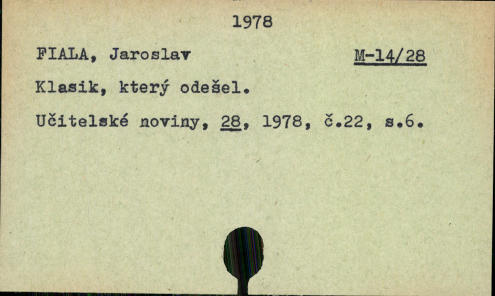 1978
FIALA, Jaroslav M-14/28
Klasik, který odešel.
Učitelské noviny, 28, 1978, č.22, s.6.